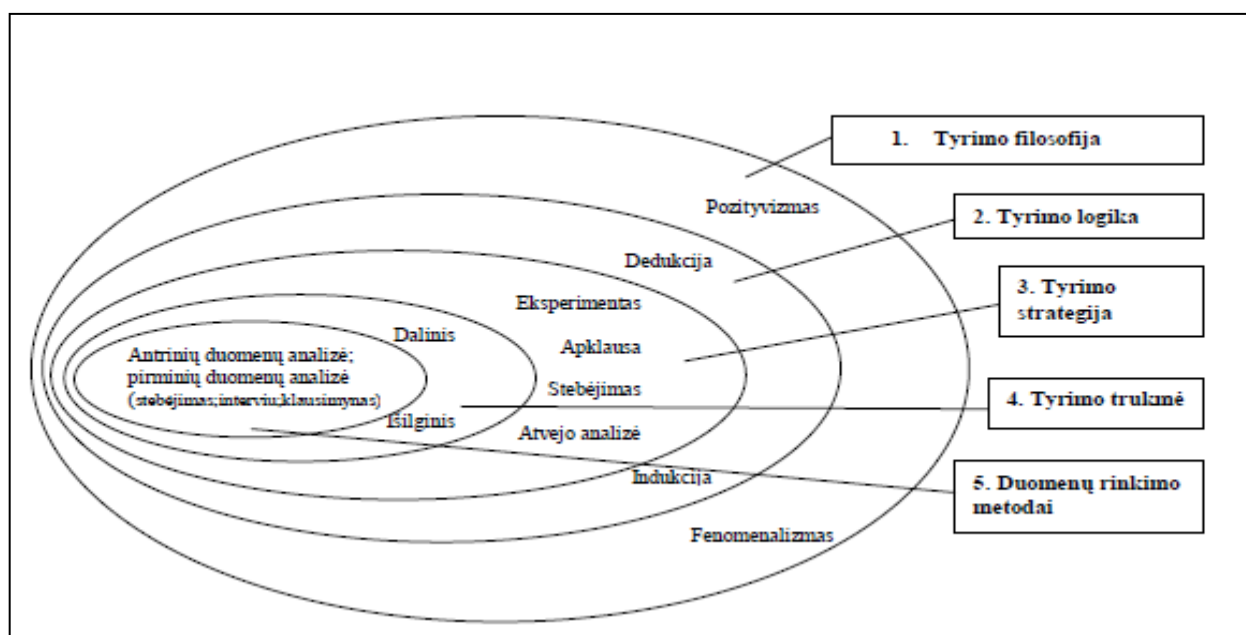 1. Tyrimo filosofija
Pozityvizmas
2. Tyrimo logika
Dedukcija
3. Tyrimo
strategija
Eksperimentas
Dalinis
Apklausa
Antrinių duomenų analizė;
pirminių duomenų analizė
(stebėjimas;interviu;klausimynas)
Stebėjimas
4. Tyrimo trukmė
Išilginis
Atvejo analizė
Indukcija
5. Duomenų rinkimo
metodai
Fenomenalizmas